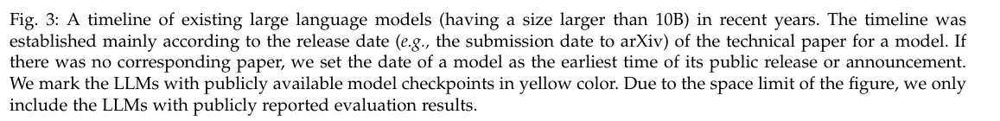 Fig. 3: A timeline of existing large language models (having a size larger than 10B) in recent years. The timeline was
established mainly according to the release date (e.g., the submission date to arXiv) of the technical paper for a model. If
there was no corresponding paper, we set the date of a model as the earliest time of its public release or announcement.
We mark the LLMs with publicly available model checkpoints in yellow color. Due to the space limit of the figure, we only
include the LLMs with publicly reported evaluation results.